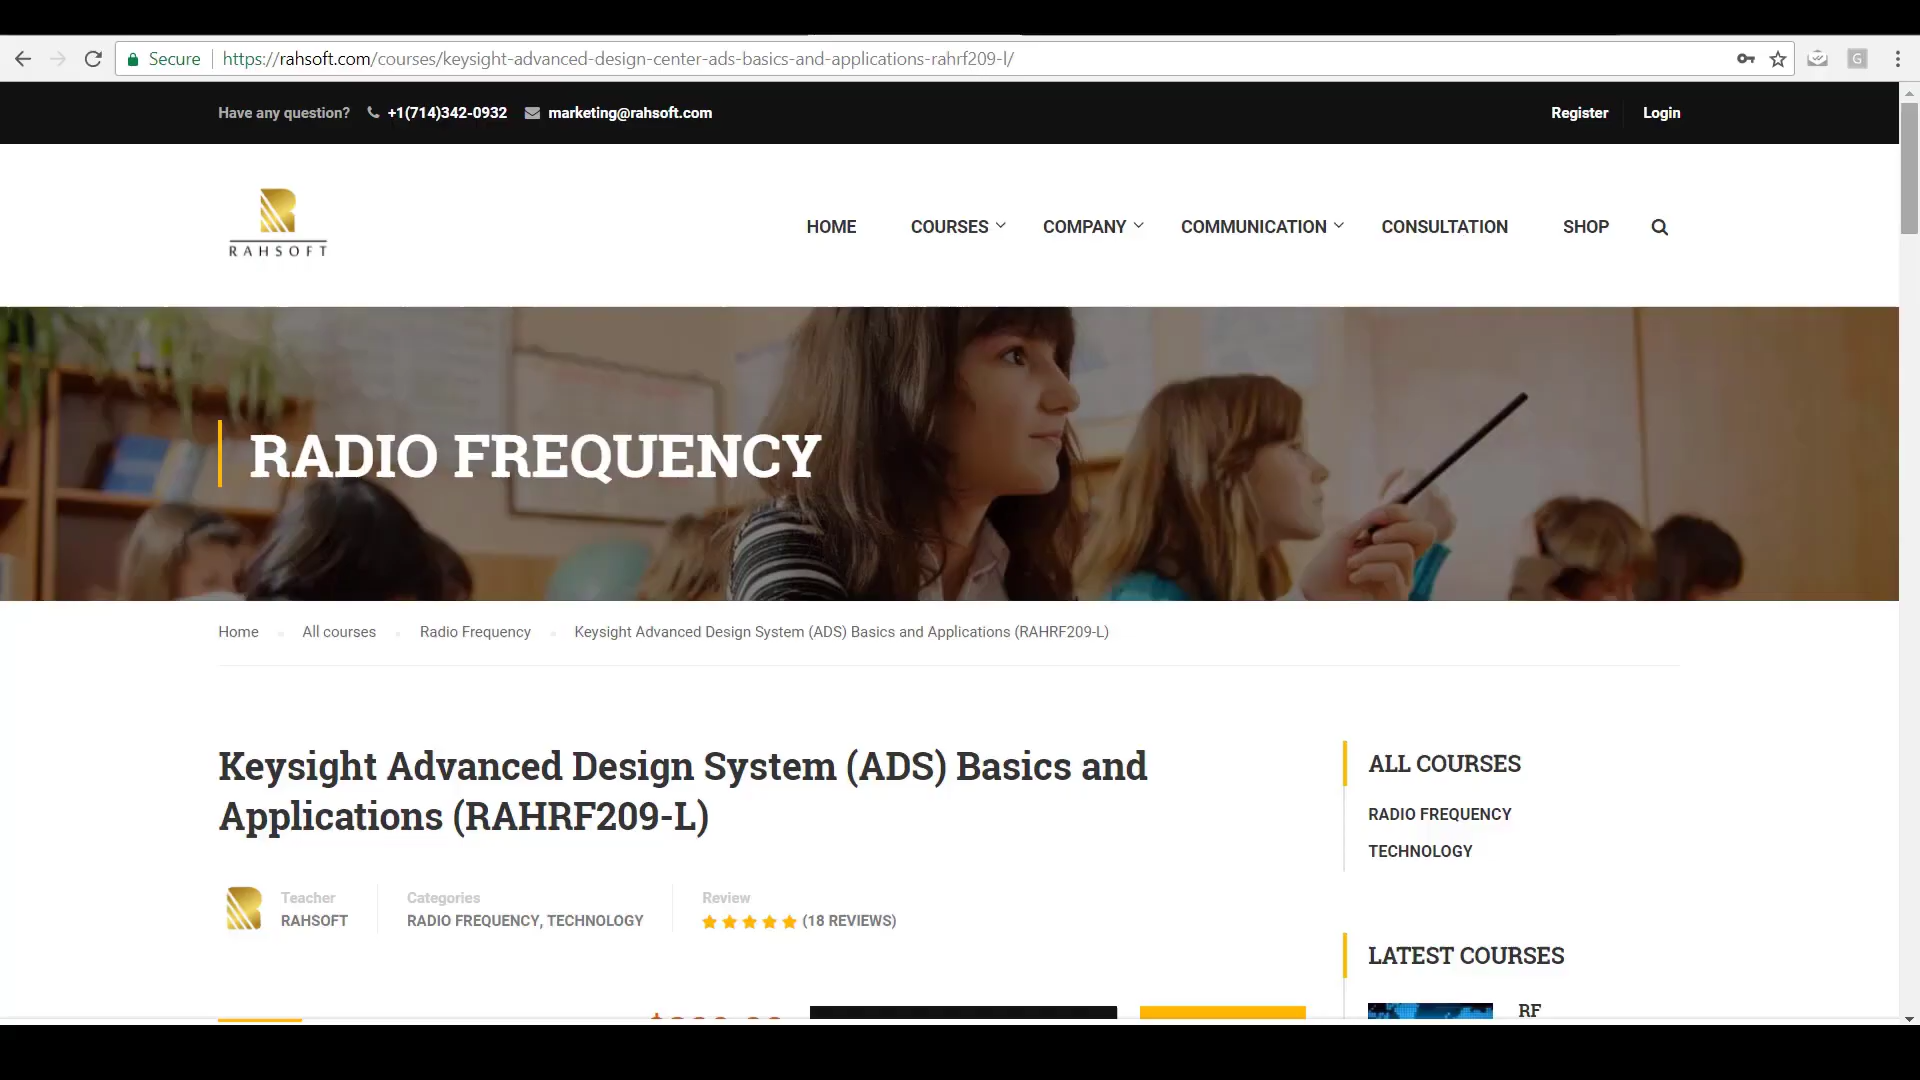 Secure https://rahsoft.com/courses/keysight-advanced-design-center-ads-basics-and-applications-rahrf209-l/
G
Have any question? +1(714)342-0932 marketing@rahsoft.com Register Login
RAHSOFT
HOME COURSES COMPANY COMMUNICATION CONSULTATION SHOP
RADIO FREQUENCY
Home All courses Radio Frequency Keysight Advanced Design System (ADS) Basics and Applications (RAHRF209-L)
Keysight Advanced Design System (ADS) Basics and
Applications (RAHRF209-L)
Teacher
RAHSOFT
Categories
RADIO FREQUENCY, TECHNOLOGY
Review
(18 REVIEWS)
ALL COURSES
RADIO FREQUENCY
TECHNOLOGY
LATEST COURSES
RF